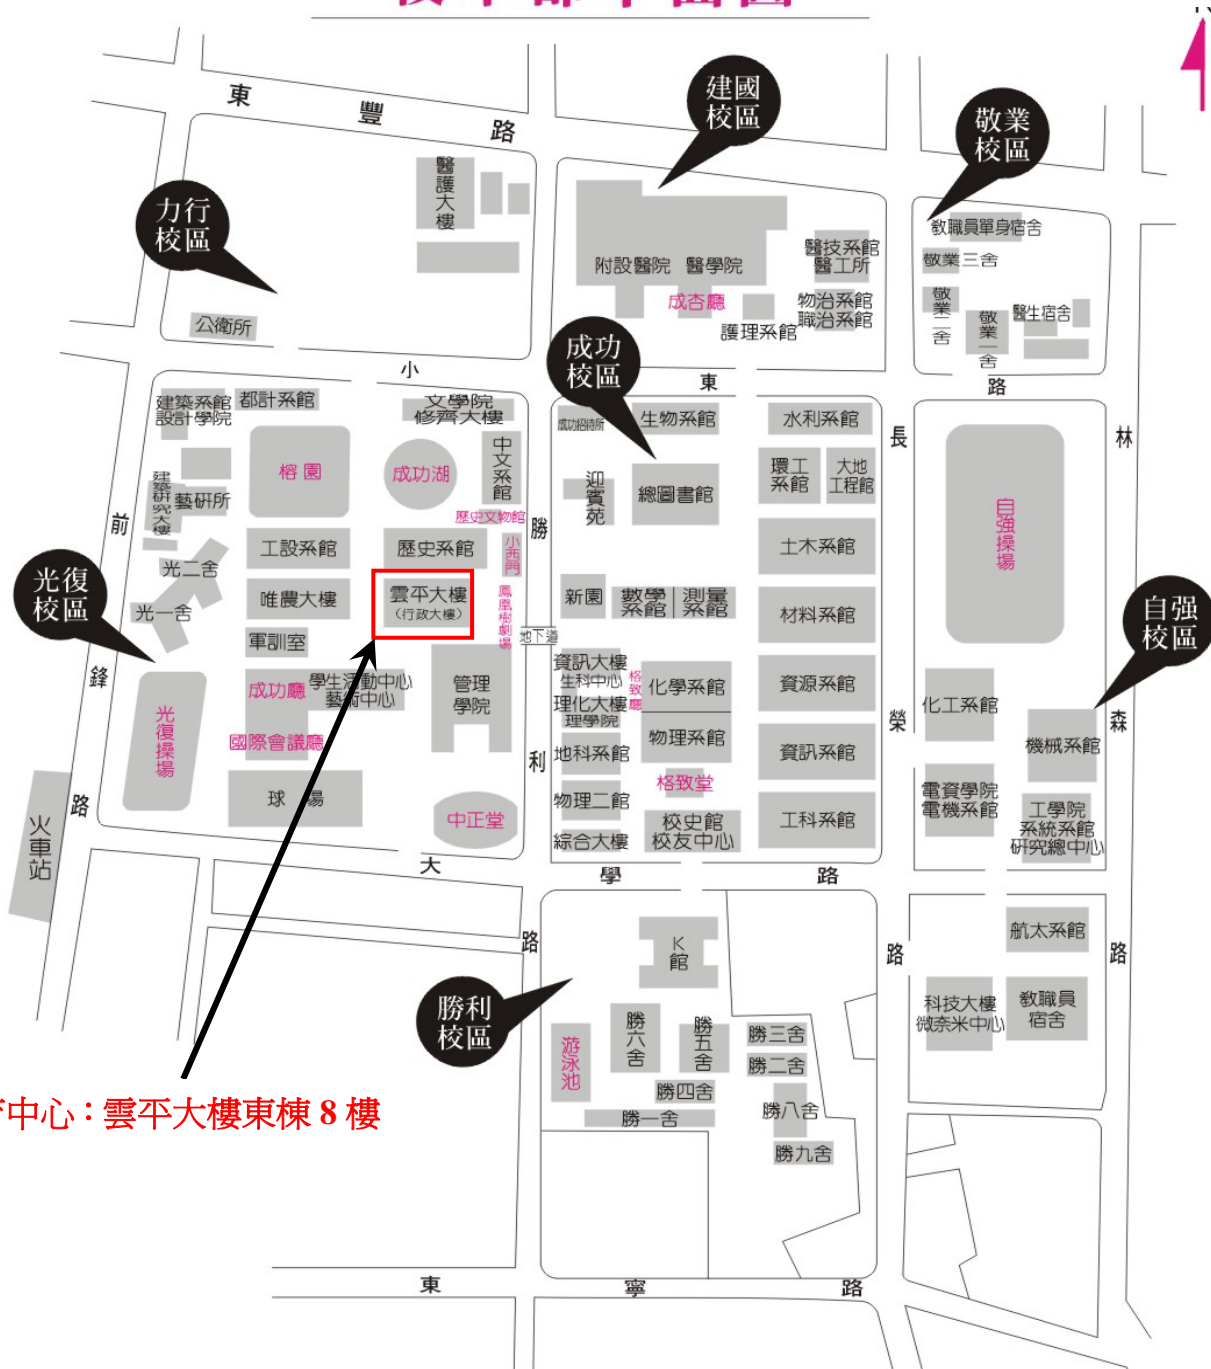 東豐路
建國
校區
敬業
校區
力行
校區
醫護大樓
附設醫院 醫學院
成杏廳
護理系館
醫技系館
醫工所
物治系館
職治系館
教職員單身宿舍
敬業三舍
敬業二舍
敬業一舍
醫生宿舍
公衛所
小東路
成功
校區
建築系館
設計學院
都計系館
文學院
修齊大樓
中文系館
榕園
成功湖
建築研究大樓
藝研所
歷史文物館
工設系館
歷史系館
小西門
光二舍
光一舍
光復
校區
唯農大樓
雲平大樓
(行政大樓)
鳳凰樹劇場
地下道
軍訓室
成功廳
學生活動中心
藝術中心
管理
學院
國際會議廳
光復操場
球場
中正堂
前鋒路
火車站
勝利路
成功招待所
生物系館
水利系館
迎賓苑
總圖書館
環工
系館
大地
工程館
土木系館
新園
數學
系館
測量
系館
材料系館
資訊大樓
生科中心
理化大樓
理學院
格致廳
化學系館
資源系館
地科系館
物理系館
資訊系館
格致堂
物理二館
校史館
校友中心
工科系館
綜合大樓
大學路
長榮路
林森路
自強操場
自强
校區
化工系館
機械系館
電資學院
電機系館
工學院
系統系館
研究總中心
航太系館
科技大樓
微奈米中心
教職員
宿舍
K
館
勝利
校區
游泳池
勝六舍
勝五舍
勝三舍
勝二舍
勝四舍
勝一舍
勝八舍
勝九舍
中心：雲平大樓東棟 8 樓
東寧路